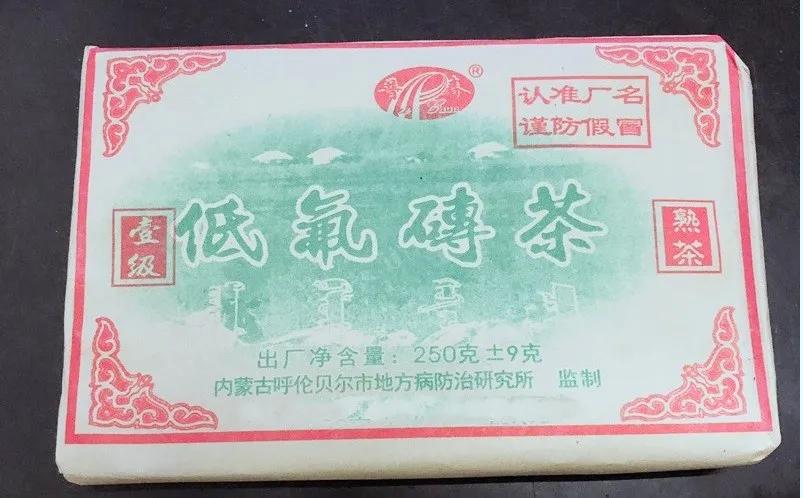 ®
认准厂名
谨防假冒
壹级
低氟磚茶
熟茶
出厂净含量：250克±9克
内蒙古呼伦贝尔市地方病防治研究所 监制